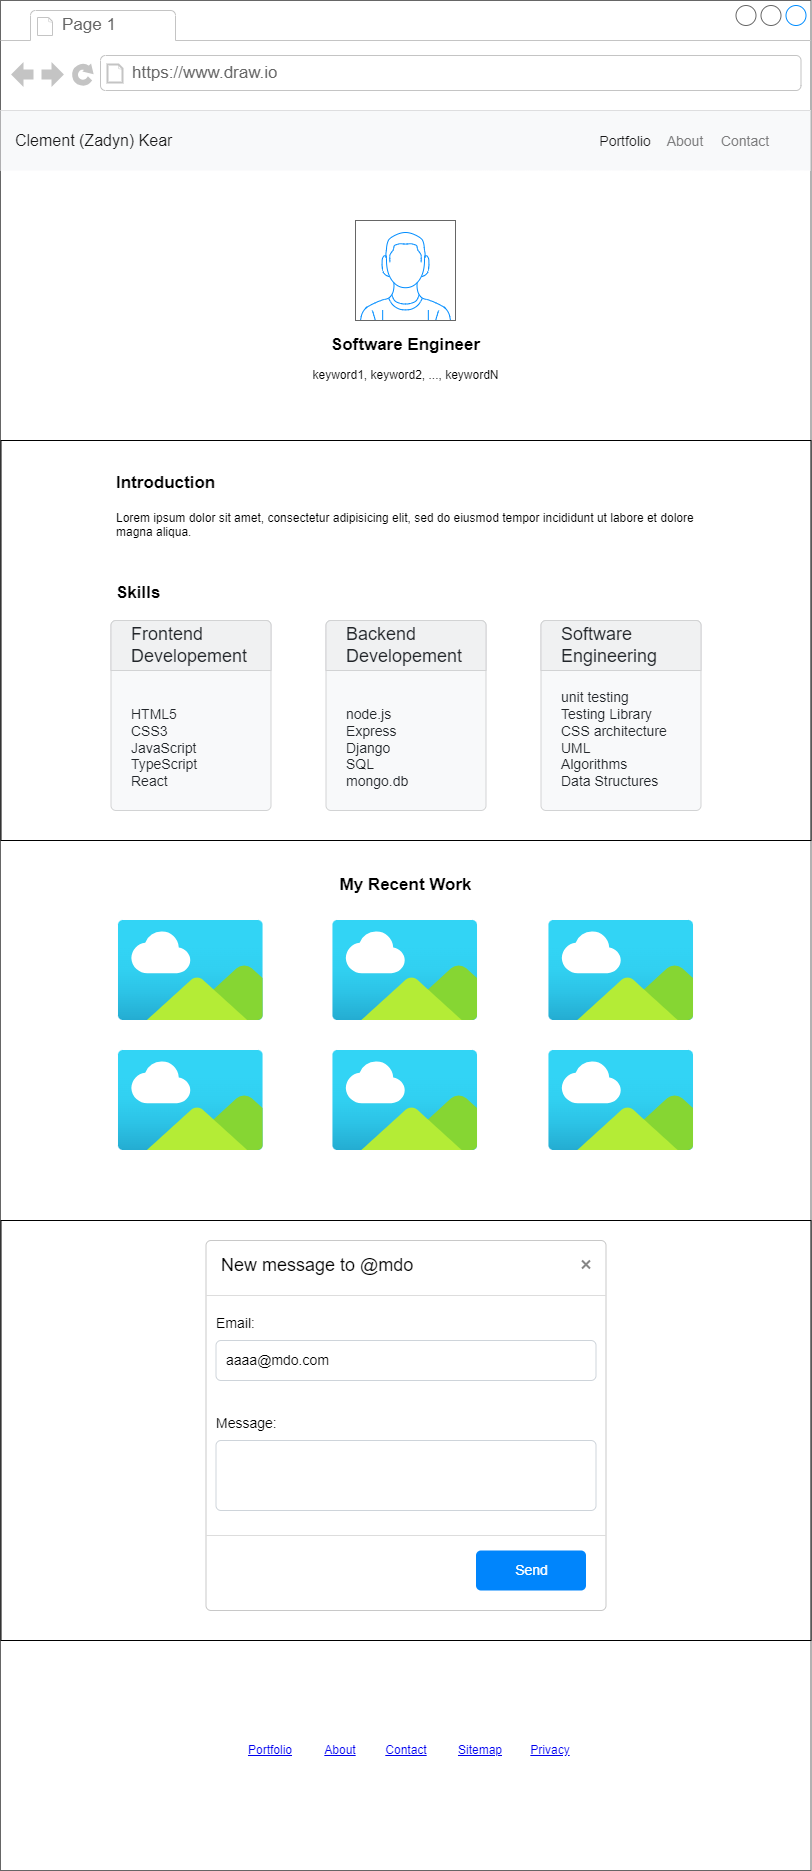 Page 1
https://www.draw.io
Clement (Zadyn) Kear
Portfolio About Contact
Software Engineer
keyword1, keyword2, ..., keywordN
Introduction
Lorem ipsum dolor sit amet, consectetur adipisicing elit, sed do eiusmod tempor incididunt ut labore et dolore
magna aliqua.
Skills
Frontend
Developement
HTML5
CSS3
JavaScript
TypeScript
React
Backend
Developement
node.js
Express
Django
SQL
mongo.db
Software
Engineering
unit testing
Testing Library
CSS architecture
UML
Algorithms
Data Structures
My Recent Work
New message to @mdo ×
Email:
aaaa@mdo.com
Message:
Send
Portfolio About Contact Sitemap Privacy